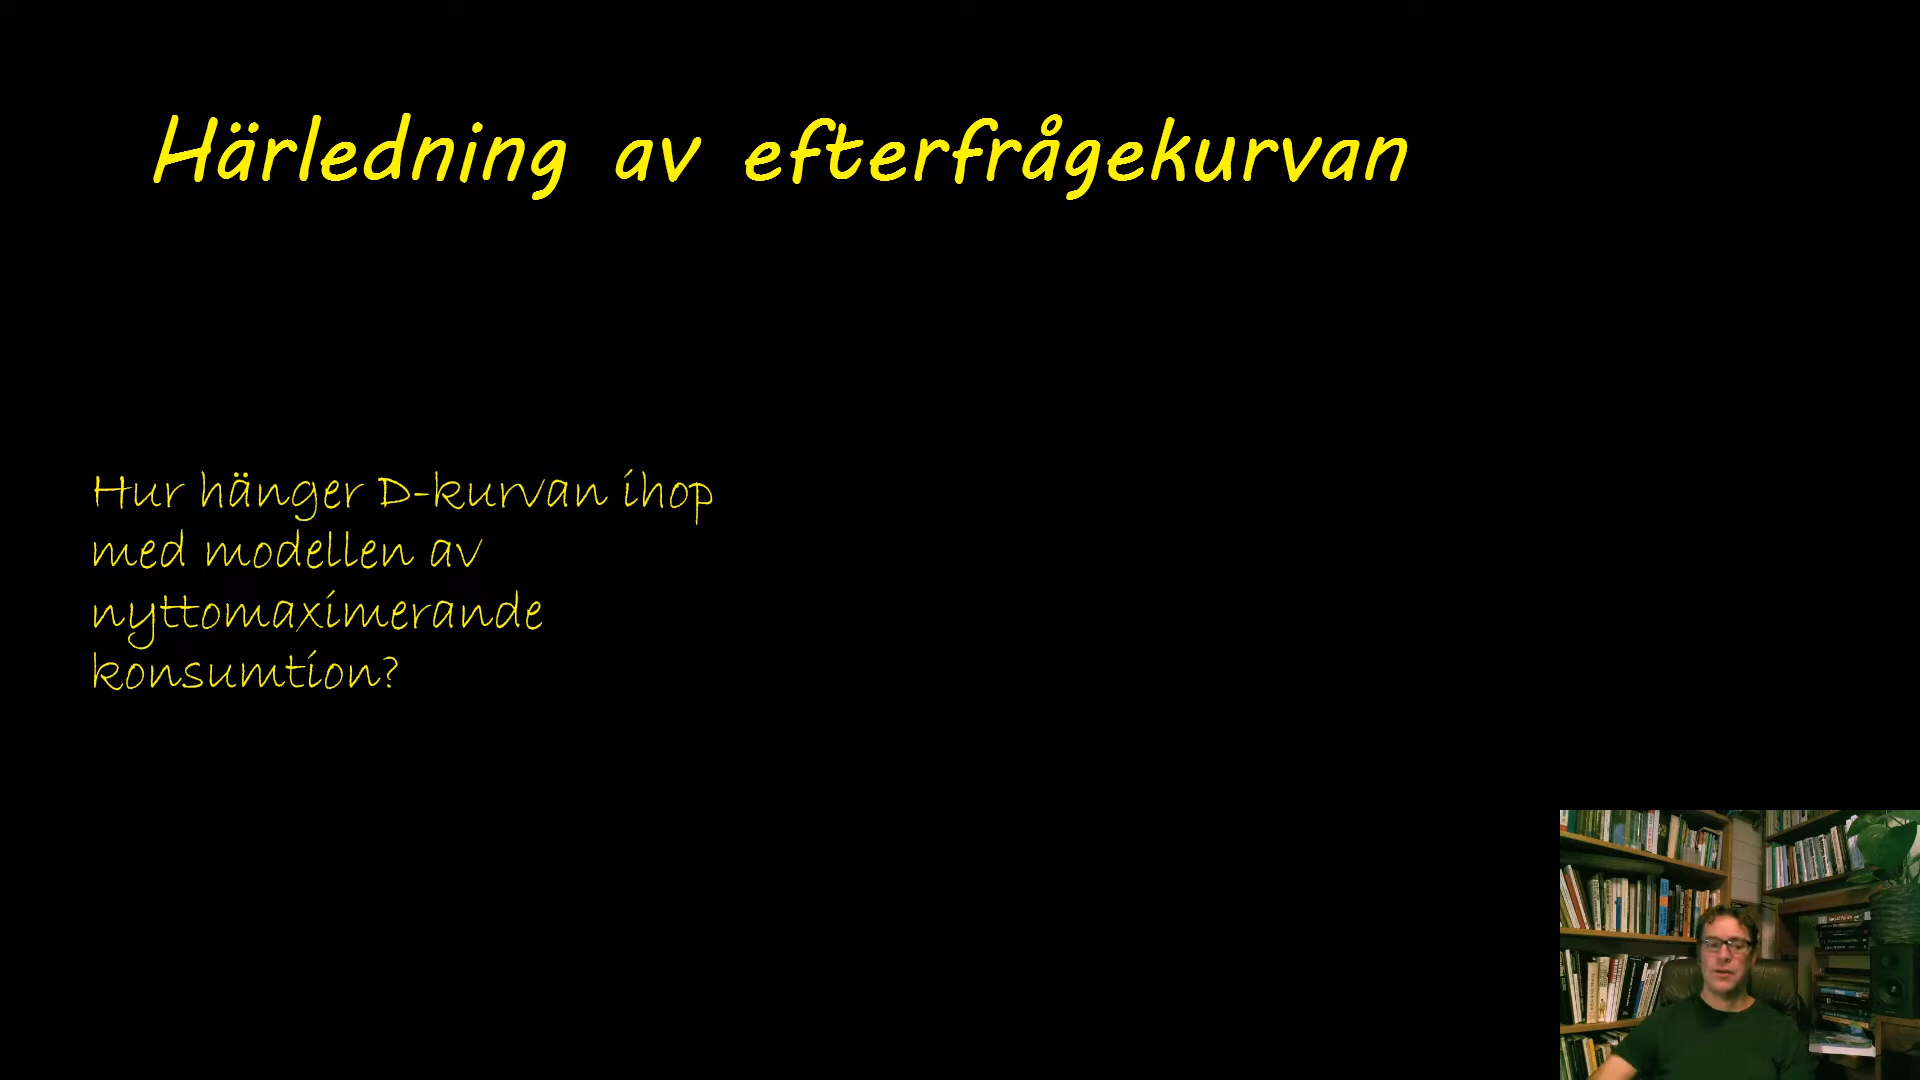 Härledning av efterfrågekurvan
Hur hänger D-kurvan ihop
med modellen av
nyttomaximerande
konsumtion?